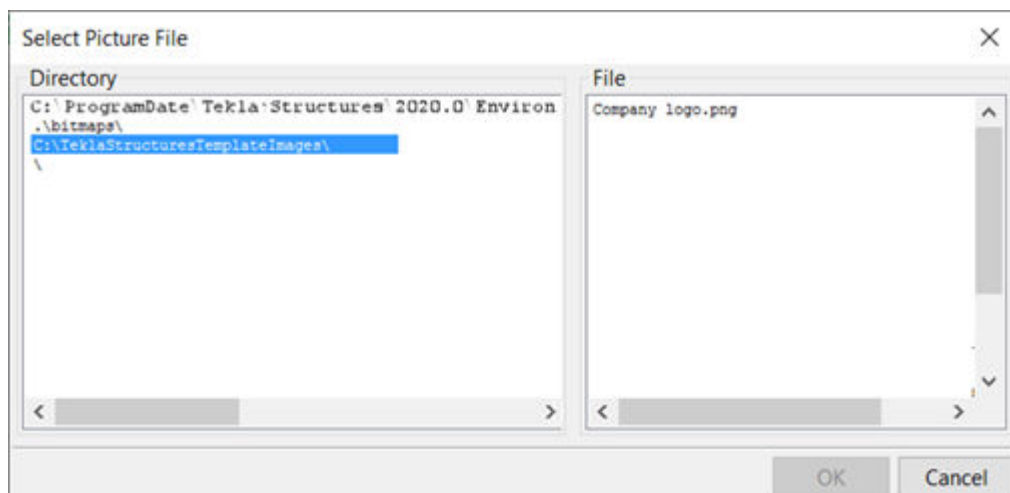 Select Picture File
Directory
C:\ProgramDate\Tekla Structures\2020.0\Environ
.\bitmaps\
C:\TeklaStructuresTemplateImages\
\
File
Company logo.png
OK
Cancel